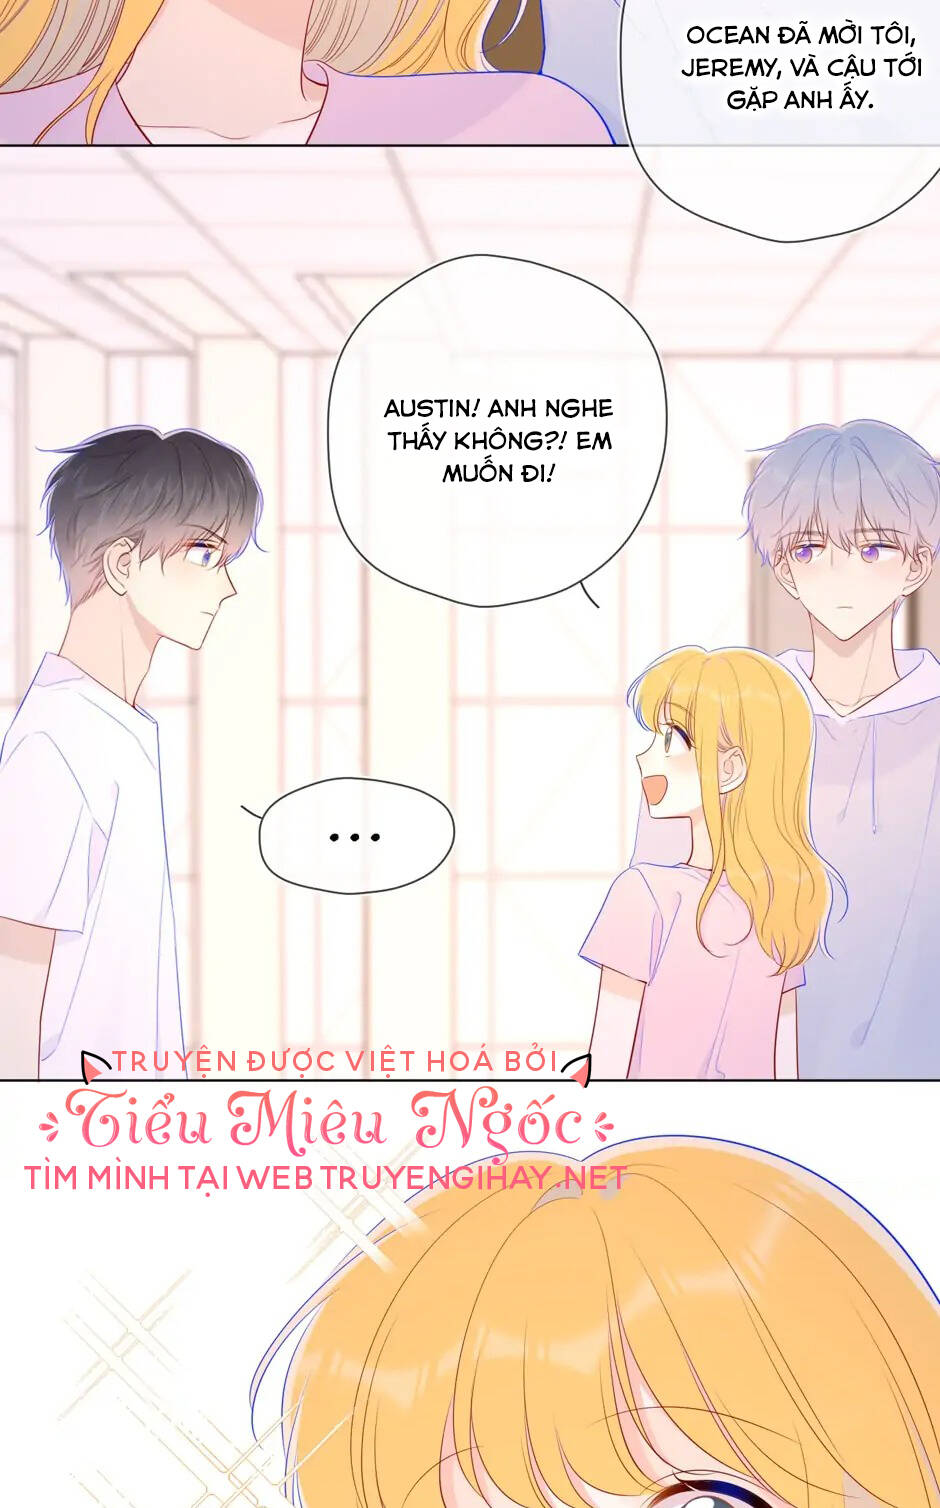 OCEAN ĐÃ MỜI TÔI,
JEREMY, VÀ CẬU TỚI
GẶP ANH ẤY.
AUSTIN! ANH NGHE
THẤY KHÔNG?! EM
MUỐN ĐI!
...
TRUYỆN ĐƯỢC VIỆT HOÁ BỞI
Tiểu Miêu Ngốc
TÌM MÌNH TẠI WEB TRUYENGIHAY.NET